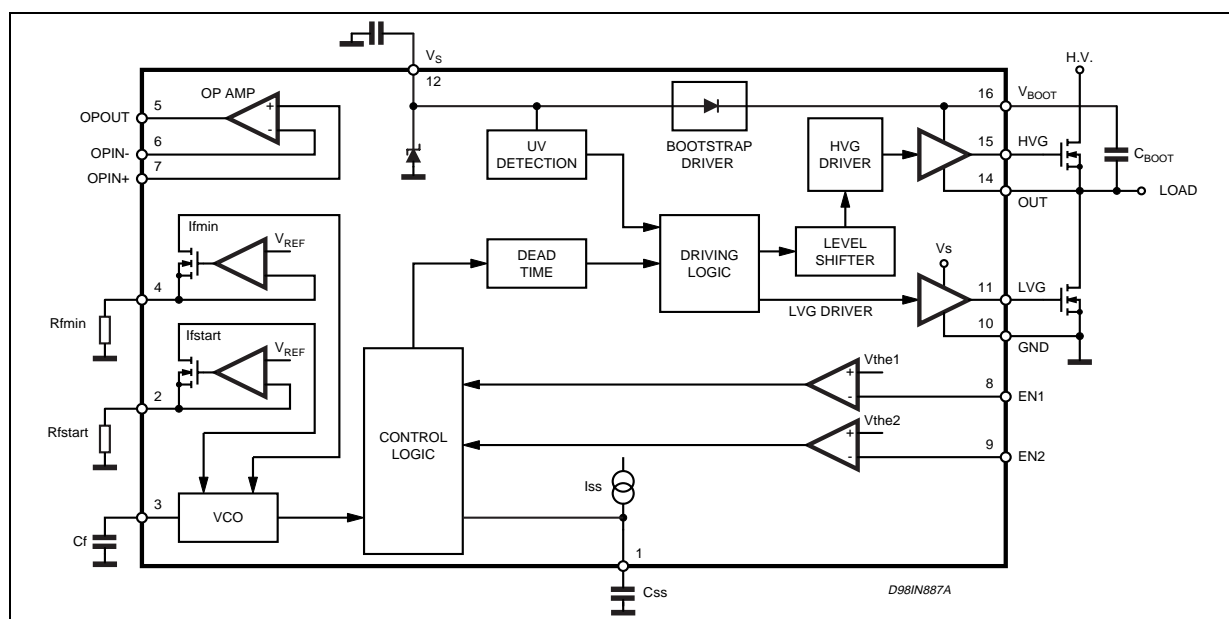 H.V.
VS
12
OP AMP
5
OPOUT
+
-
6
OPIN-
7
OPIN+
16
VBOOT
UV
DETECTION
BOOTSTRAP
DRIVER
HVG
DRIVER
15
HVG
CBOOT
14
OUT
LOAD
Ifmin
VREF
4
Rfmin
DEAD
TIME
DRIVING
LOGIC
LEVEL
SHIFTER
Vs
11
LVG
LVG DRIVER
10
GND
Ifstart
VREF
2
Rfstart
CONTROL
LOGIC
Vthe1
+
-
8
EN1
Vthe2
+
-
9
EN2
Iss
3
VCO
Cf
1
Css
D98IN887A